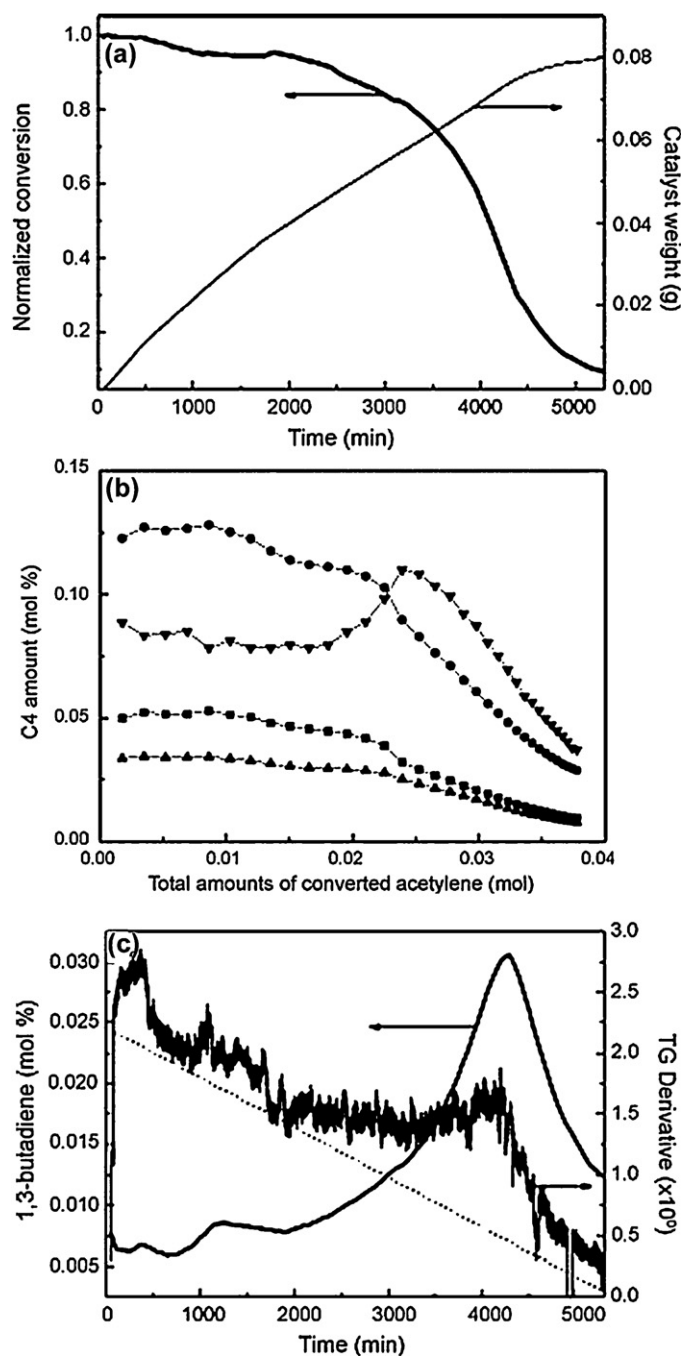 (a)
1.0
0.8
0.6
0.4
0.2
Normalized conversion
0.08
0.06
0.04
0.02
0.00
Catalyst weight (g)
0 1000 2000 3000 4000 5000
Time (min)
(b)
0.15
0.10
0.05
0.00
C4 amount (mol %)
0.00 0.01 0.02 0.03 0.04
Total amounts of converted acetylene (mol)
(c)
0.030
0.025
0.020
0.015
0.010
0.005
1,3-butadiene (mol %)
3.0
2.5
2.0
1.5
1.0
0.5
0.0
TG Derivative (x10⁰)
0 1000 2000 3000 4000 5000
Time (min)